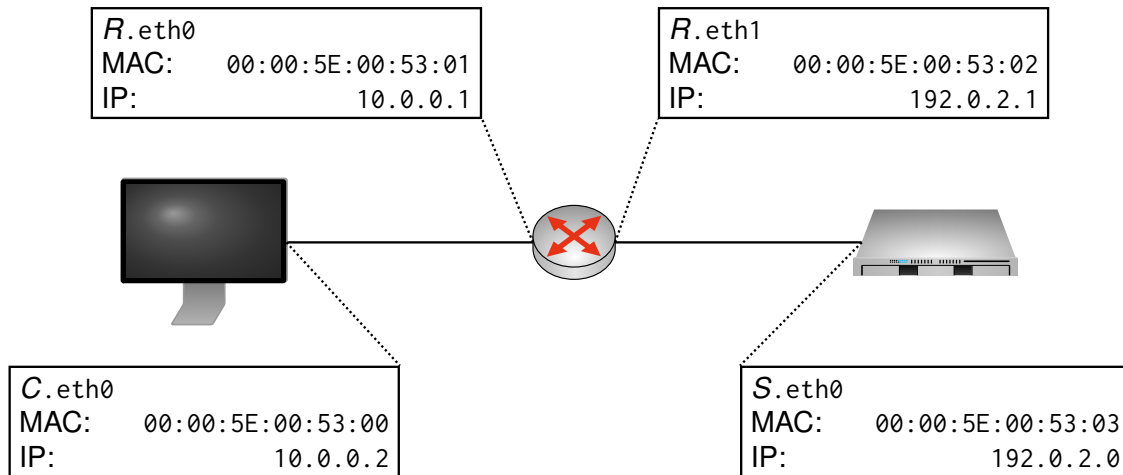 R.eth0
MAC: 00:00:5E:00:53:01
IP: 10.0.0.1
R.eth1
MAC: 00:00:5E:00:53:02
IP: 192.0.2.1
C.eth0
MAC: 00:00:5E:00:53:00
IP: 10.0.0.2
S.eth0
MAC: 00:00:5E:00:53:03
IP: 192.0.2.0